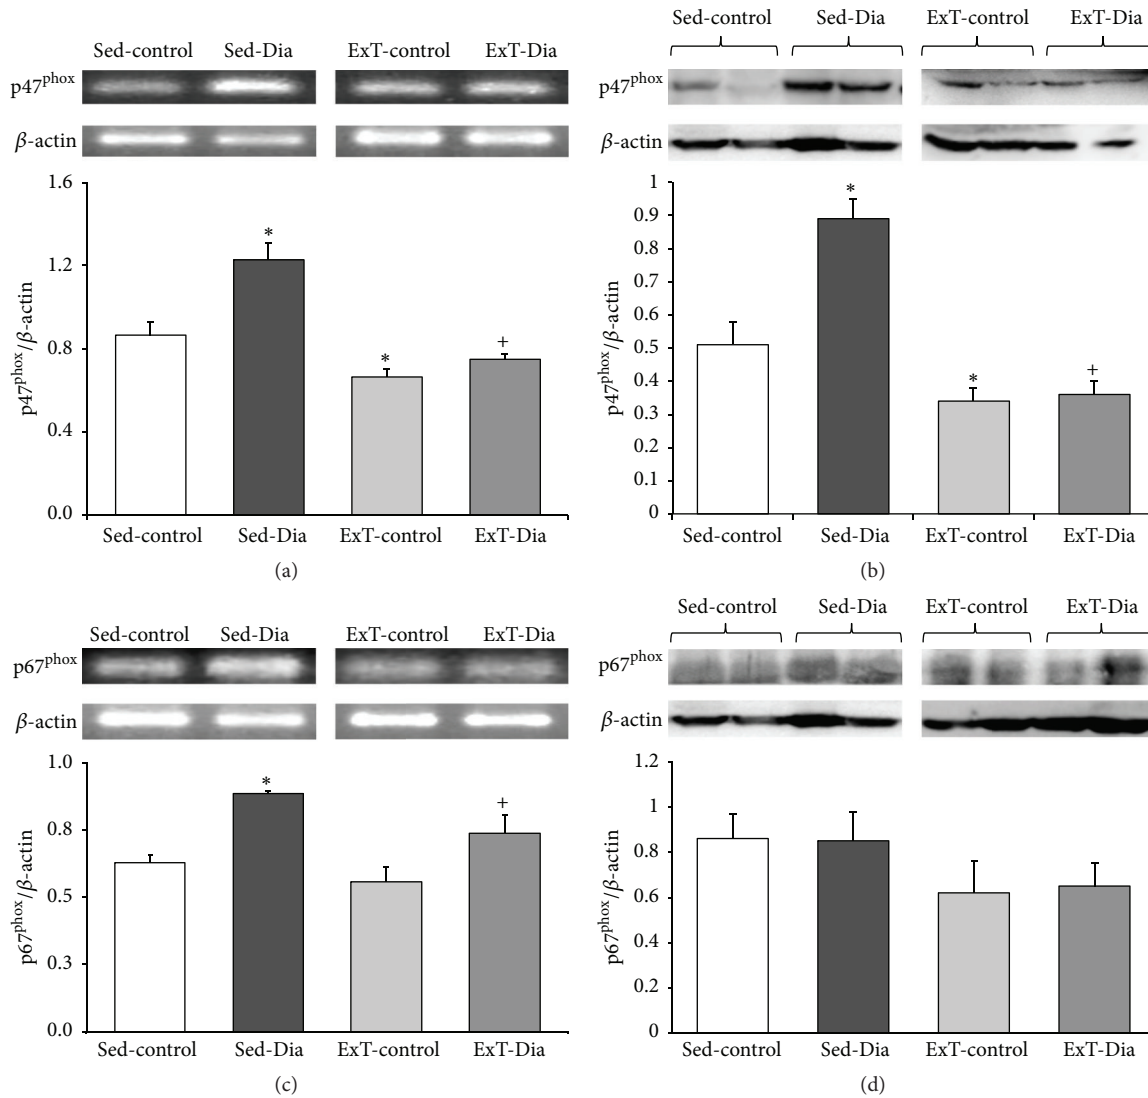 Sed-control Sed-Dia ExT-control ExT-Dia
p47phox
β-actin
1.6
1.2
0.8
0.4
0.0
p47phox/β-actin
*
*
+
Sed-control Sed-Dia ExT-control ExT-Dia
(a)
Sed-control Sed-Dia ExT-control ExT-Dia
p47phox
β-actin
1
0.9
0.8
0.7
0.6
0.5
0.4
0.3
0.2
0.1
0
p47phox/β-actin
*
*
+
Sed-control Sed-Dia ExT-control ExT-Dia
(b)
Sed-control Sed-Dia ExT-control ExT-Dia
p67phox
β-actin
1.0
0.8
0.5
0.3
0.0
p67phox/β-actin
*
+
Sed-control Sed-Dia ExT-control ExT-Dia
(c)
Sed-control Sed-Dia ExT-control ExT-Dia
p67phox
β-actin
1.2
1
0.8
0.6
0.4
0.2
0
p67phox/β-actin
Sed-control Sed-Dia ExT-control ExT-Dia
(d)